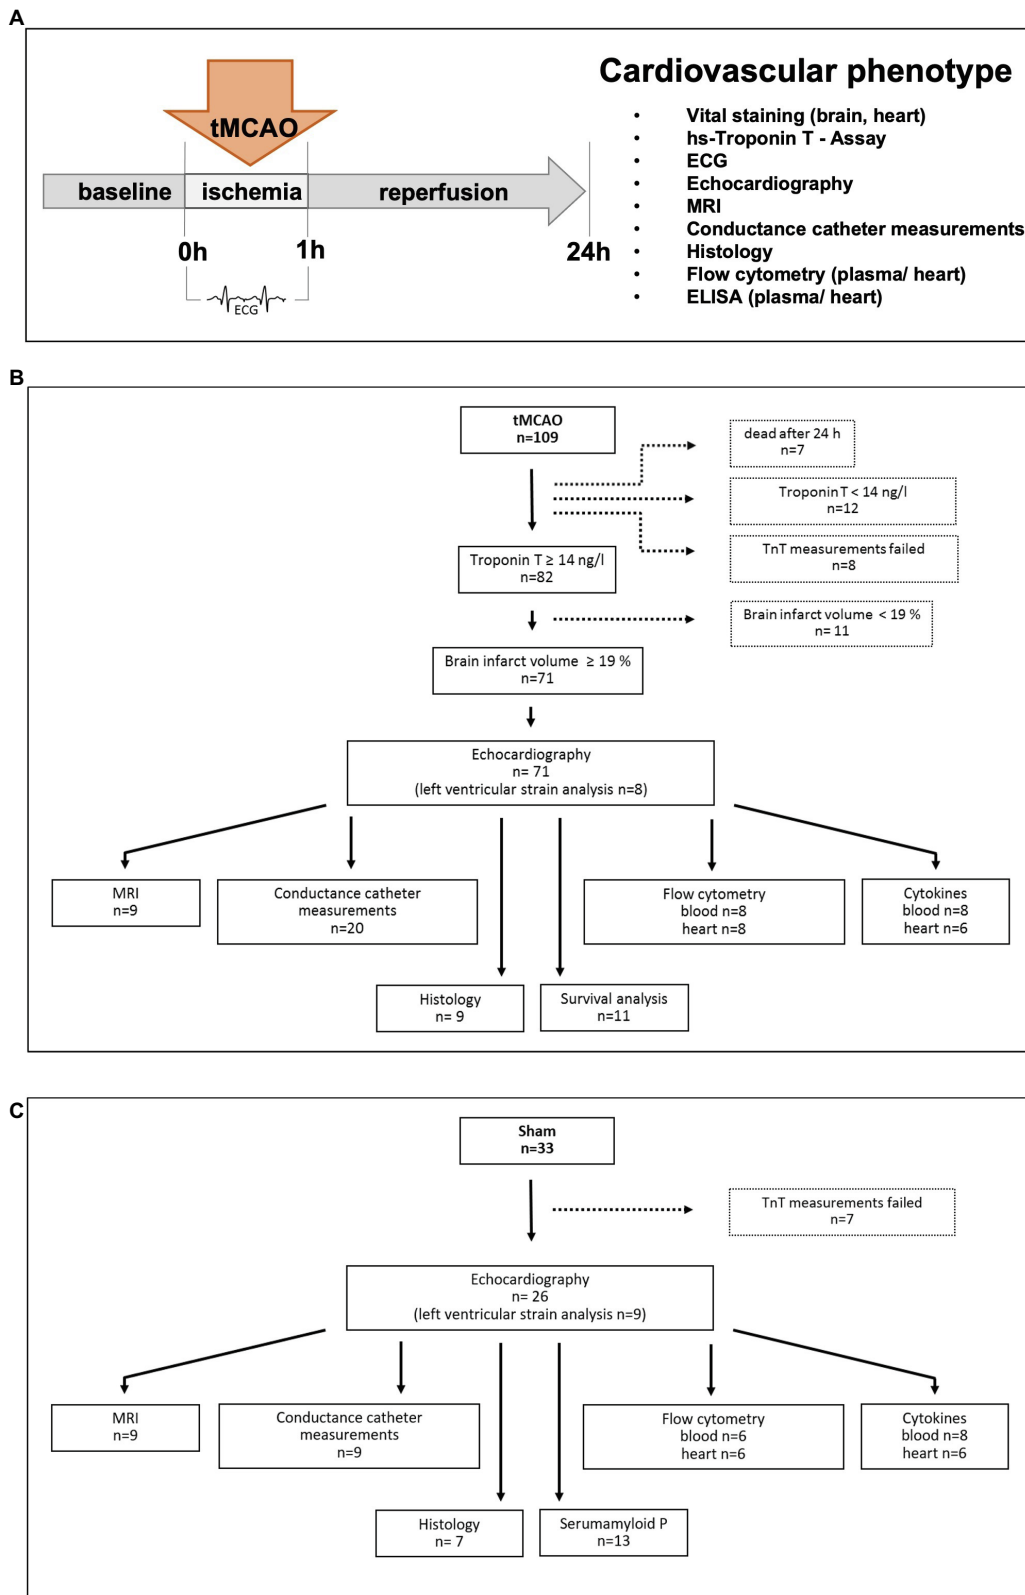 A
tMCAO
baseline
ischemia
reperfusion
0h
1h
24h
ECG
Cardiovascular phenotype
• Vital staining (brain, heart)
• hs-Troponin T - Assay
• ECG
• Echocardiography
• MRI
• Conductance catheter measurements
• Histology
• Flow cytometry (plasma/ heart)
• ELISA (plasma/ heart)
B
tMCAO
n=109
dead after 24 h
n=7
Troponin T < 14 ng/l
n=12
TnT measurements failed
n=8
Troponin T ≥ 14 ng/l
n=82
Brain infarct volume < 19 %
n= 11
Brain infarct volume ≥ 19 %
n=71
Echocardiography
n= 71
(left ventricular strain analysis n=8)
MRI
n=9
Conductance catheter
measurements
n=20
Flow cytometry
blood n=8
heart n=8
Cytokines
blood n=8
heart n=6
Histology
n= 9
Survival analysis
n=11
C
Sham
n=33
TnT measurements failed
n=7
Echocardiography
n= 26
(left ventricular strain analysis n=9)
MRI
n=9
Conductance catheter
measurements
n=9
Flow cytometry
blood n=6
heart n=6
Cytokines
blood n=8
heart n=6
Histology
n= 7
Serumamyloid P
n=13